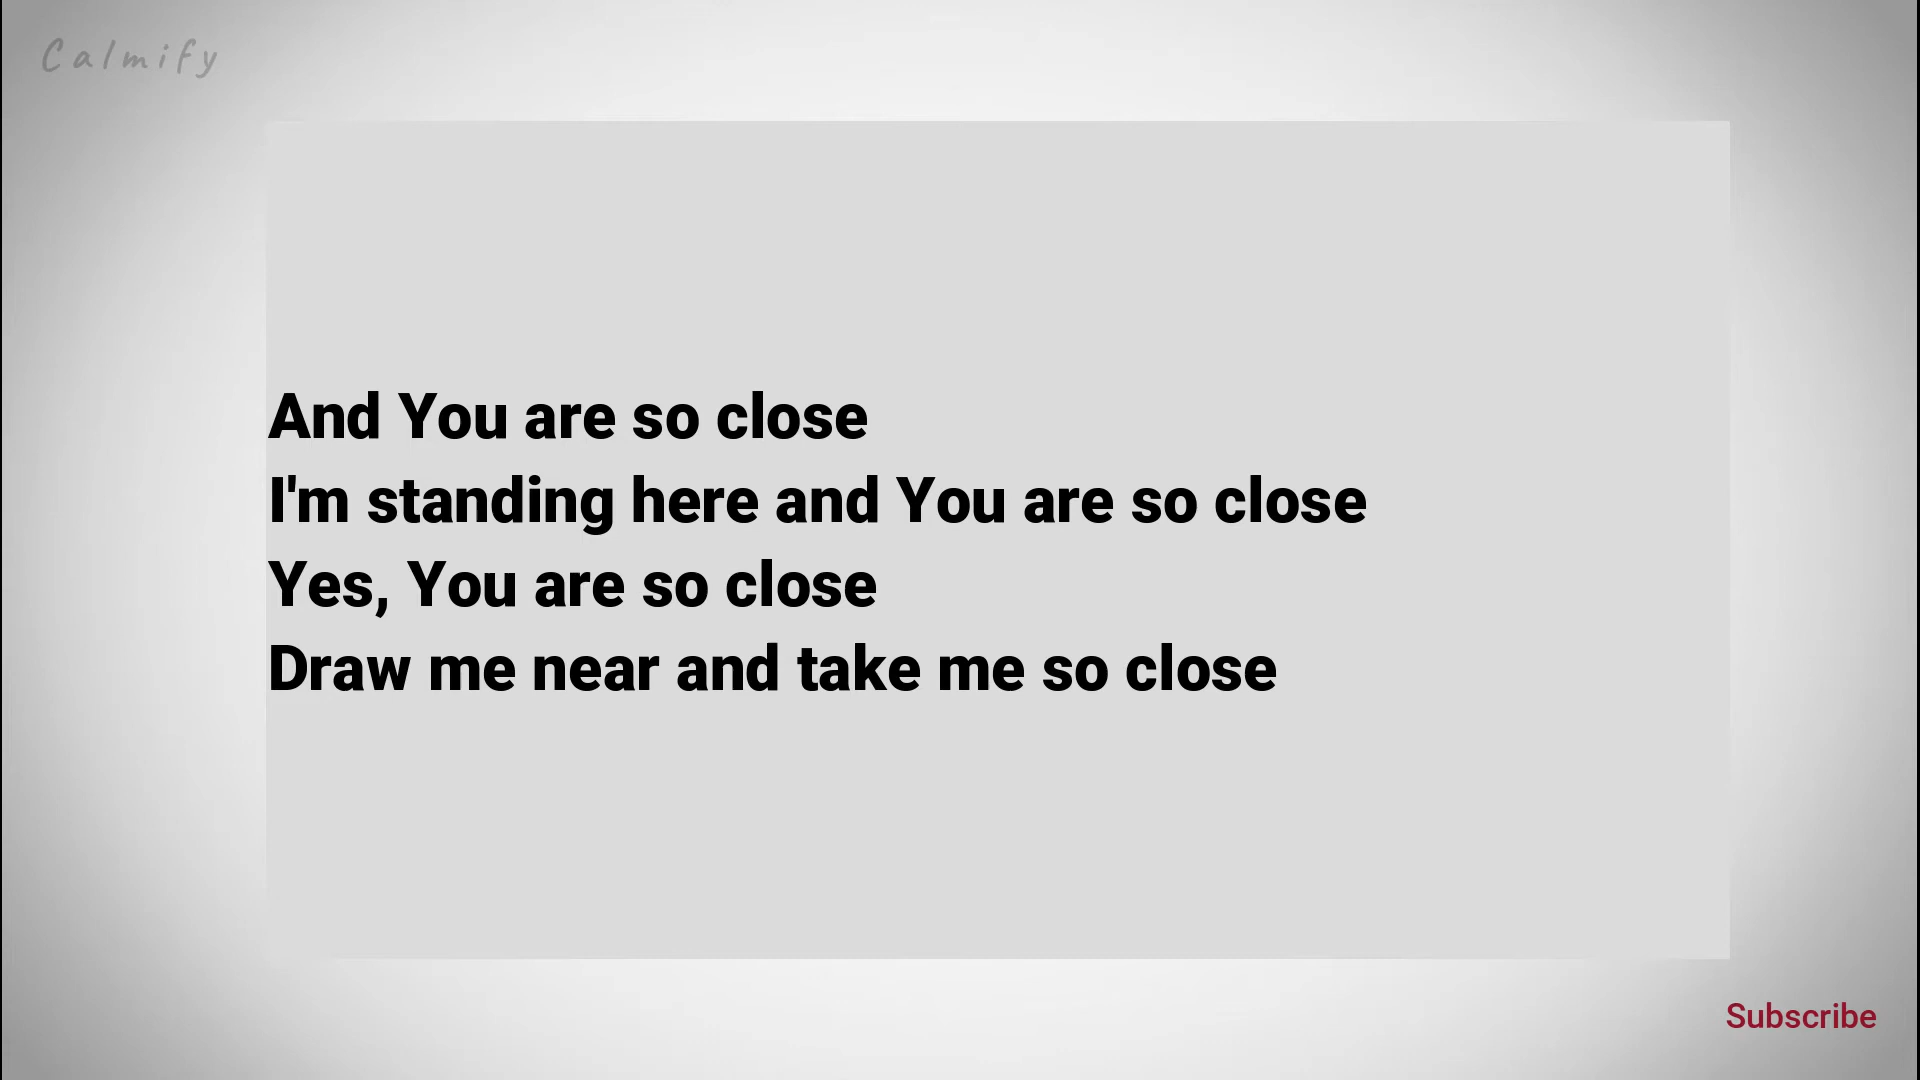 Calmify
And You are so close
I'm standing here and You are so close
Yes, You are so close
Draw me near and take me so close
Subscribe